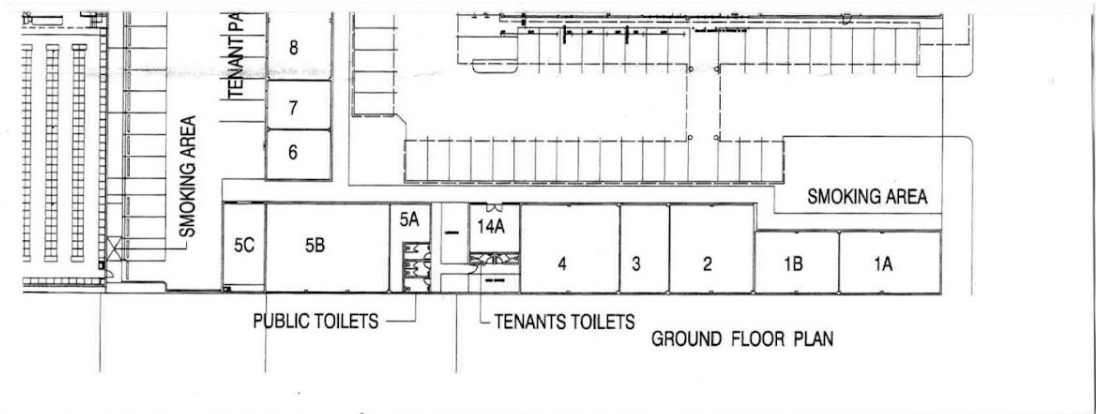 TENANT PA
8
7
6
SMOKING AREA
SMOKING AREA
5C
5B
5A
14A
4
3
2
1B
1A
PUBLIC TOILETS
TENANTS TOILETS
GROUND FLOOR PLAN